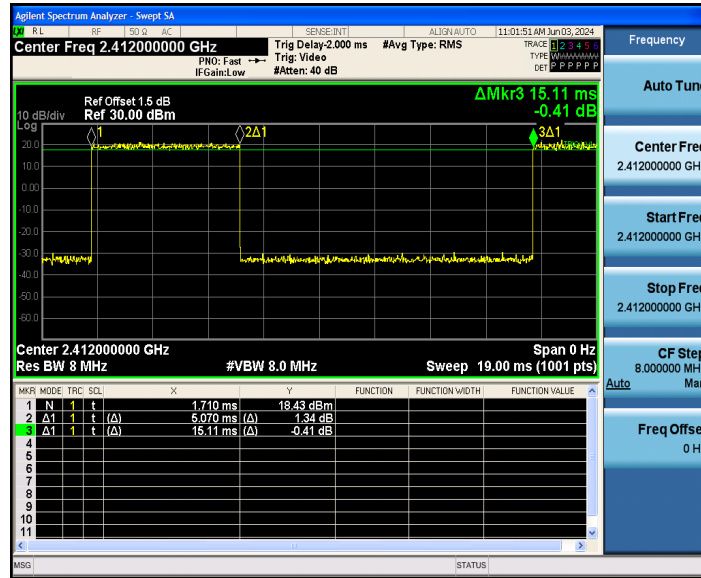 Agilent Spectrum Analyzer - Swept SA
LXI RL RF 50 Ω AC SENSE:INT ALIGN AUTO 11:01:51 AM Jun 03, 2024
Center Freq 2.412000000 GHz Trig Delay-2.000 ms #Avg Type: RMS TRACE 1 2 3 4 5 6
PNO: Fast Trig: Video TYPE W
IFGain:Low #Atten: 40 dB DET P P P P P P
Frequency
Auto Tun
Center Fre
2.412000000 GH
Start Fre
2.412000000 GH
Stop Fre
2.412000000 GH
CF Ste
8.000000 MH
Auto Ma
Freq Offse
0 H
ΔMkr3 15.11 ms
-0.41 dB
Ref Offset 1.5 dB
10 dB/div Ref 30.00 dBm
Log
1 2Δ1 3Δ1
20.0
10.0
0.00
-10.0
-20.0
-30.0
-40.0
-50.0
-60.0
Center 2.412000000 GHz Span 0 Hz
Res BW 8 MHz #VBW 8.0 MHz Sweep 19.00 ms (1001 pts)
MKR MODE TRC SCL X Y FUNCTION FUNCTION WIDTH FUNCTION VALUE
1 N 1 t 1.710 ms 18.43 dBm
2 Δ1 1 t (Δ) 5.070 ms (Δ) 1.34 dB
3 Δ1 1 t (Δ) 15.11 ms (Δ) -0.41 dB
4
5
6
7
8
9
10
11
MSG STATUS